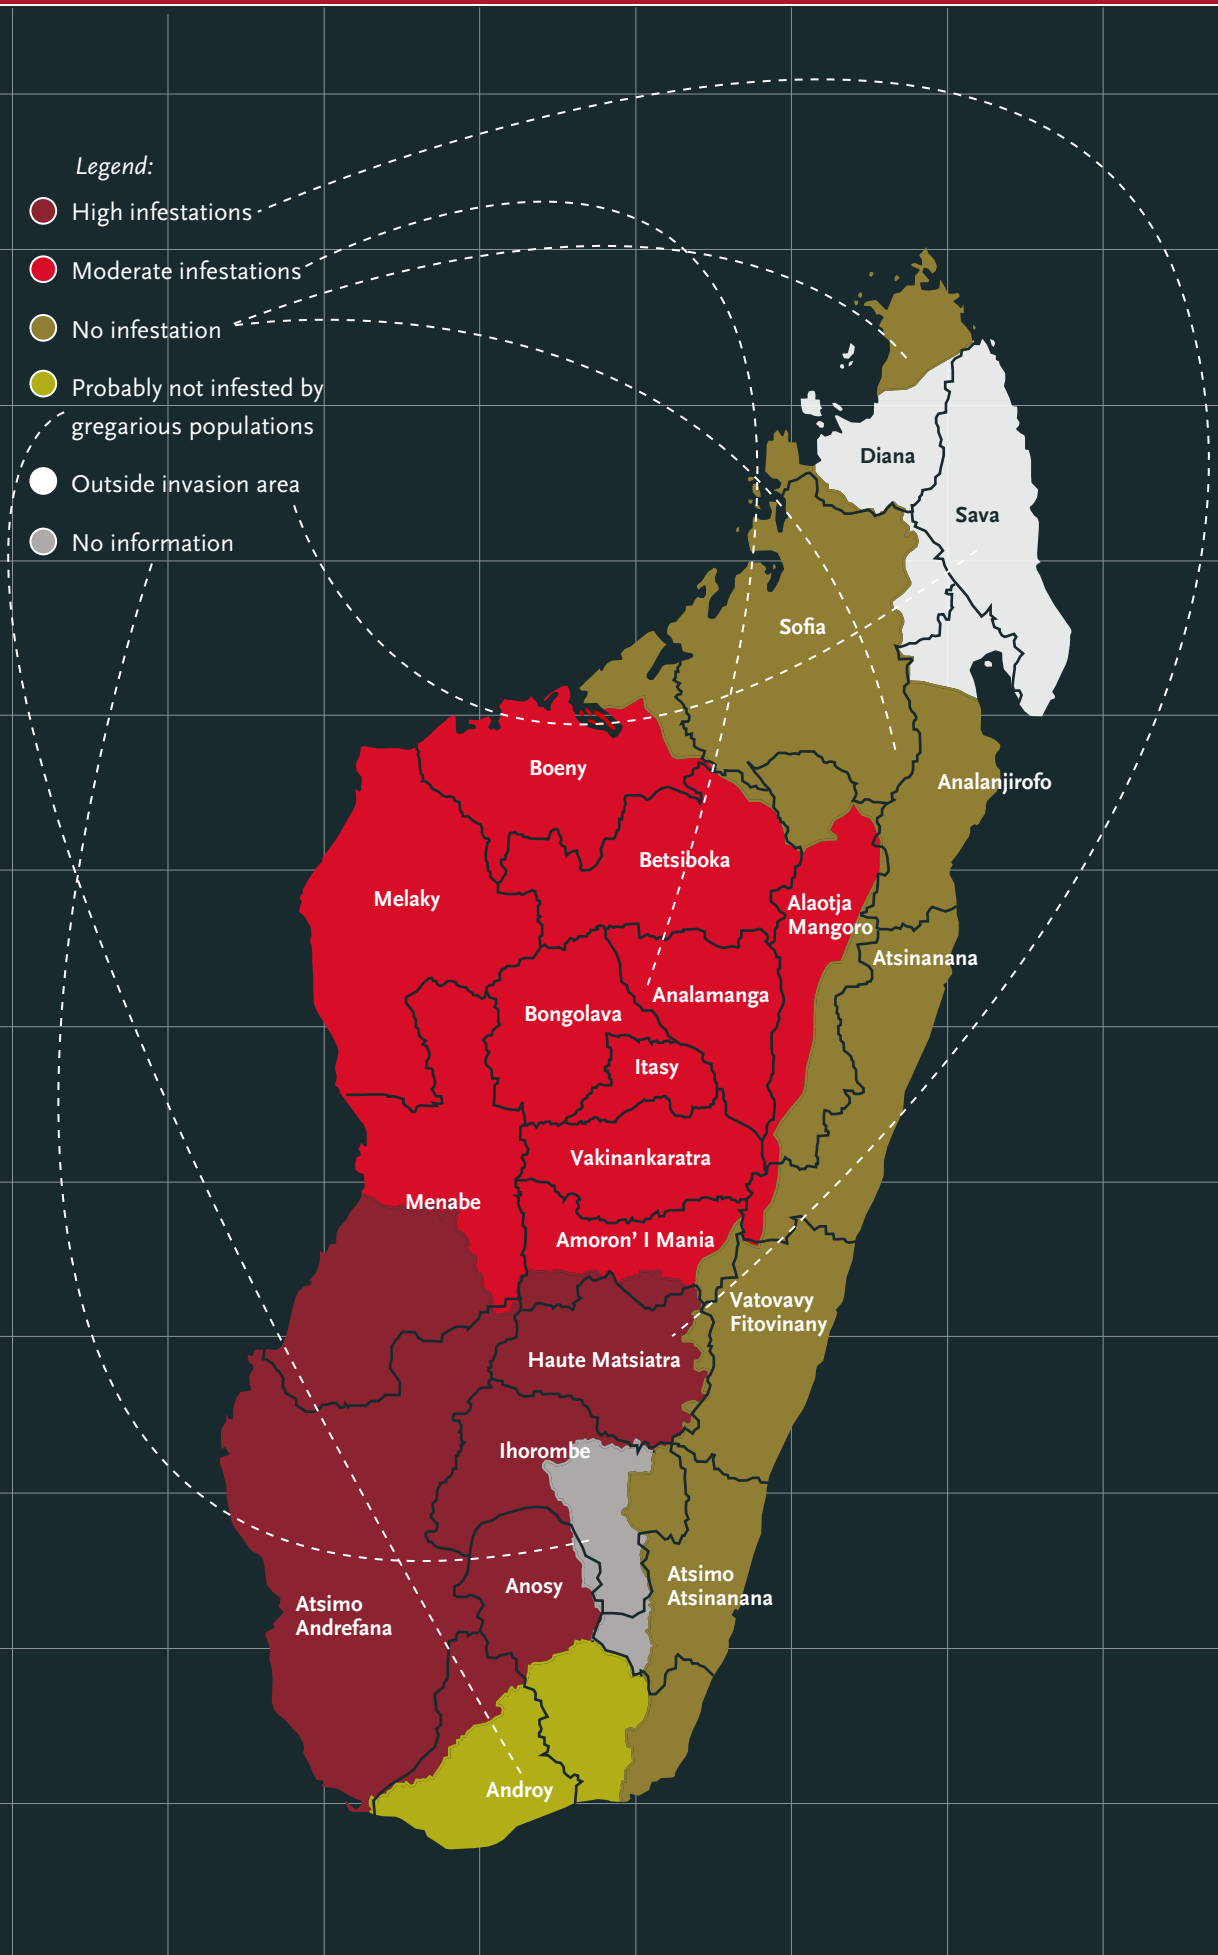 Legend:
High infestations
Moderate infestations
No infestation
Probably not infested by
gregarious populations
Outside invasion area
No information
Diana
Sava
Sofia
Boeny
Analanjirofo
Betsiboka
Melaky
Alaotja
Mangoro
Atsinanana
Analamanga
Bongolava
Itasy
Vakinankaratra
Menabe
Amoron' I Mania
Vatovavy
Fitovinany
Haute Matsiatra
Ihorombe
Atsimo
Atsinanana
Anosy
Atsimo
Andrefana
Androy